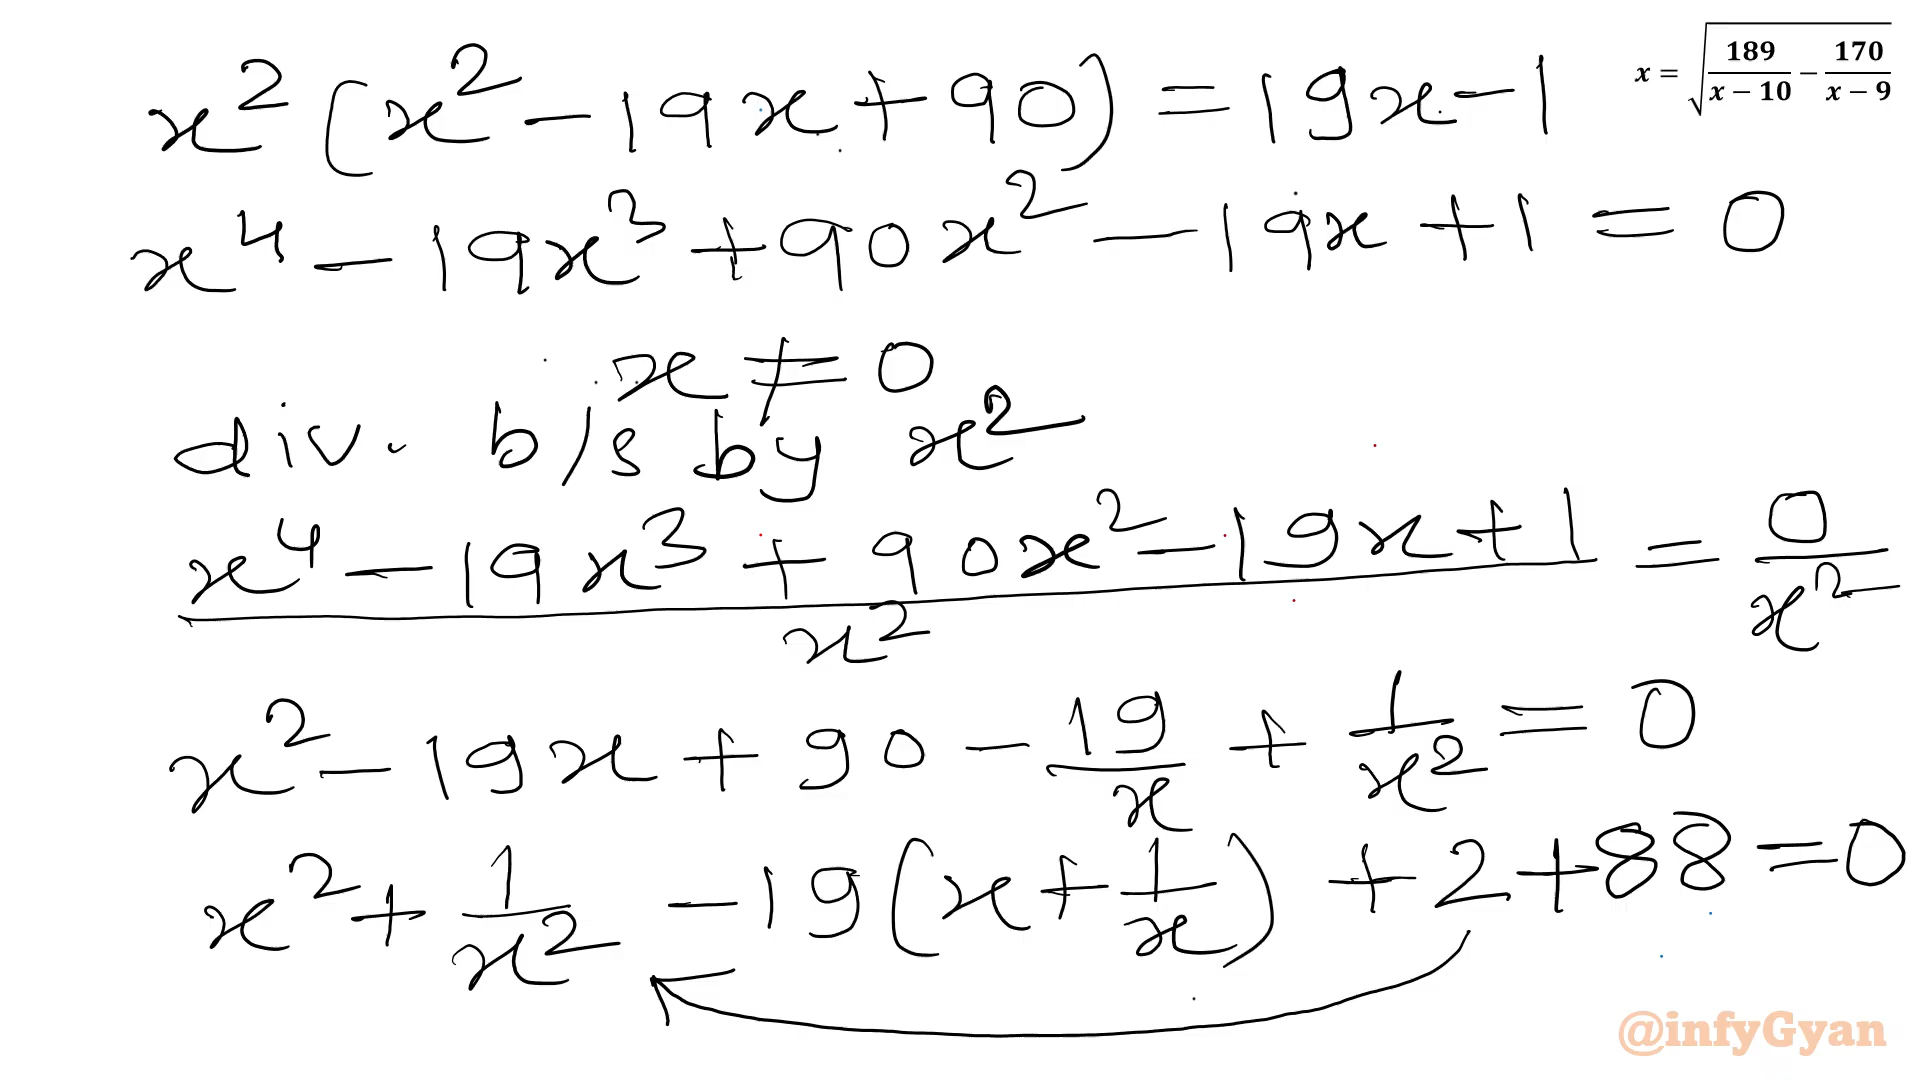 x = √(189/(x − 10) − 170/(x − 9))
x²(x² − 19x + 90) = 19x − 1
x⁴ − 19x³ + 90x² − 19x + 1 = 0
x ≠ 0
div. b/s by x²
(x⁴ − 19x³ + 90x² − 19x + 1)/x² = 0/x²
x² − 19x + 90 − 19/x + 1/x² = 0
x² + 1/x² − 19(x + 1/x) + 2 + 88 = 0
@infyGyan